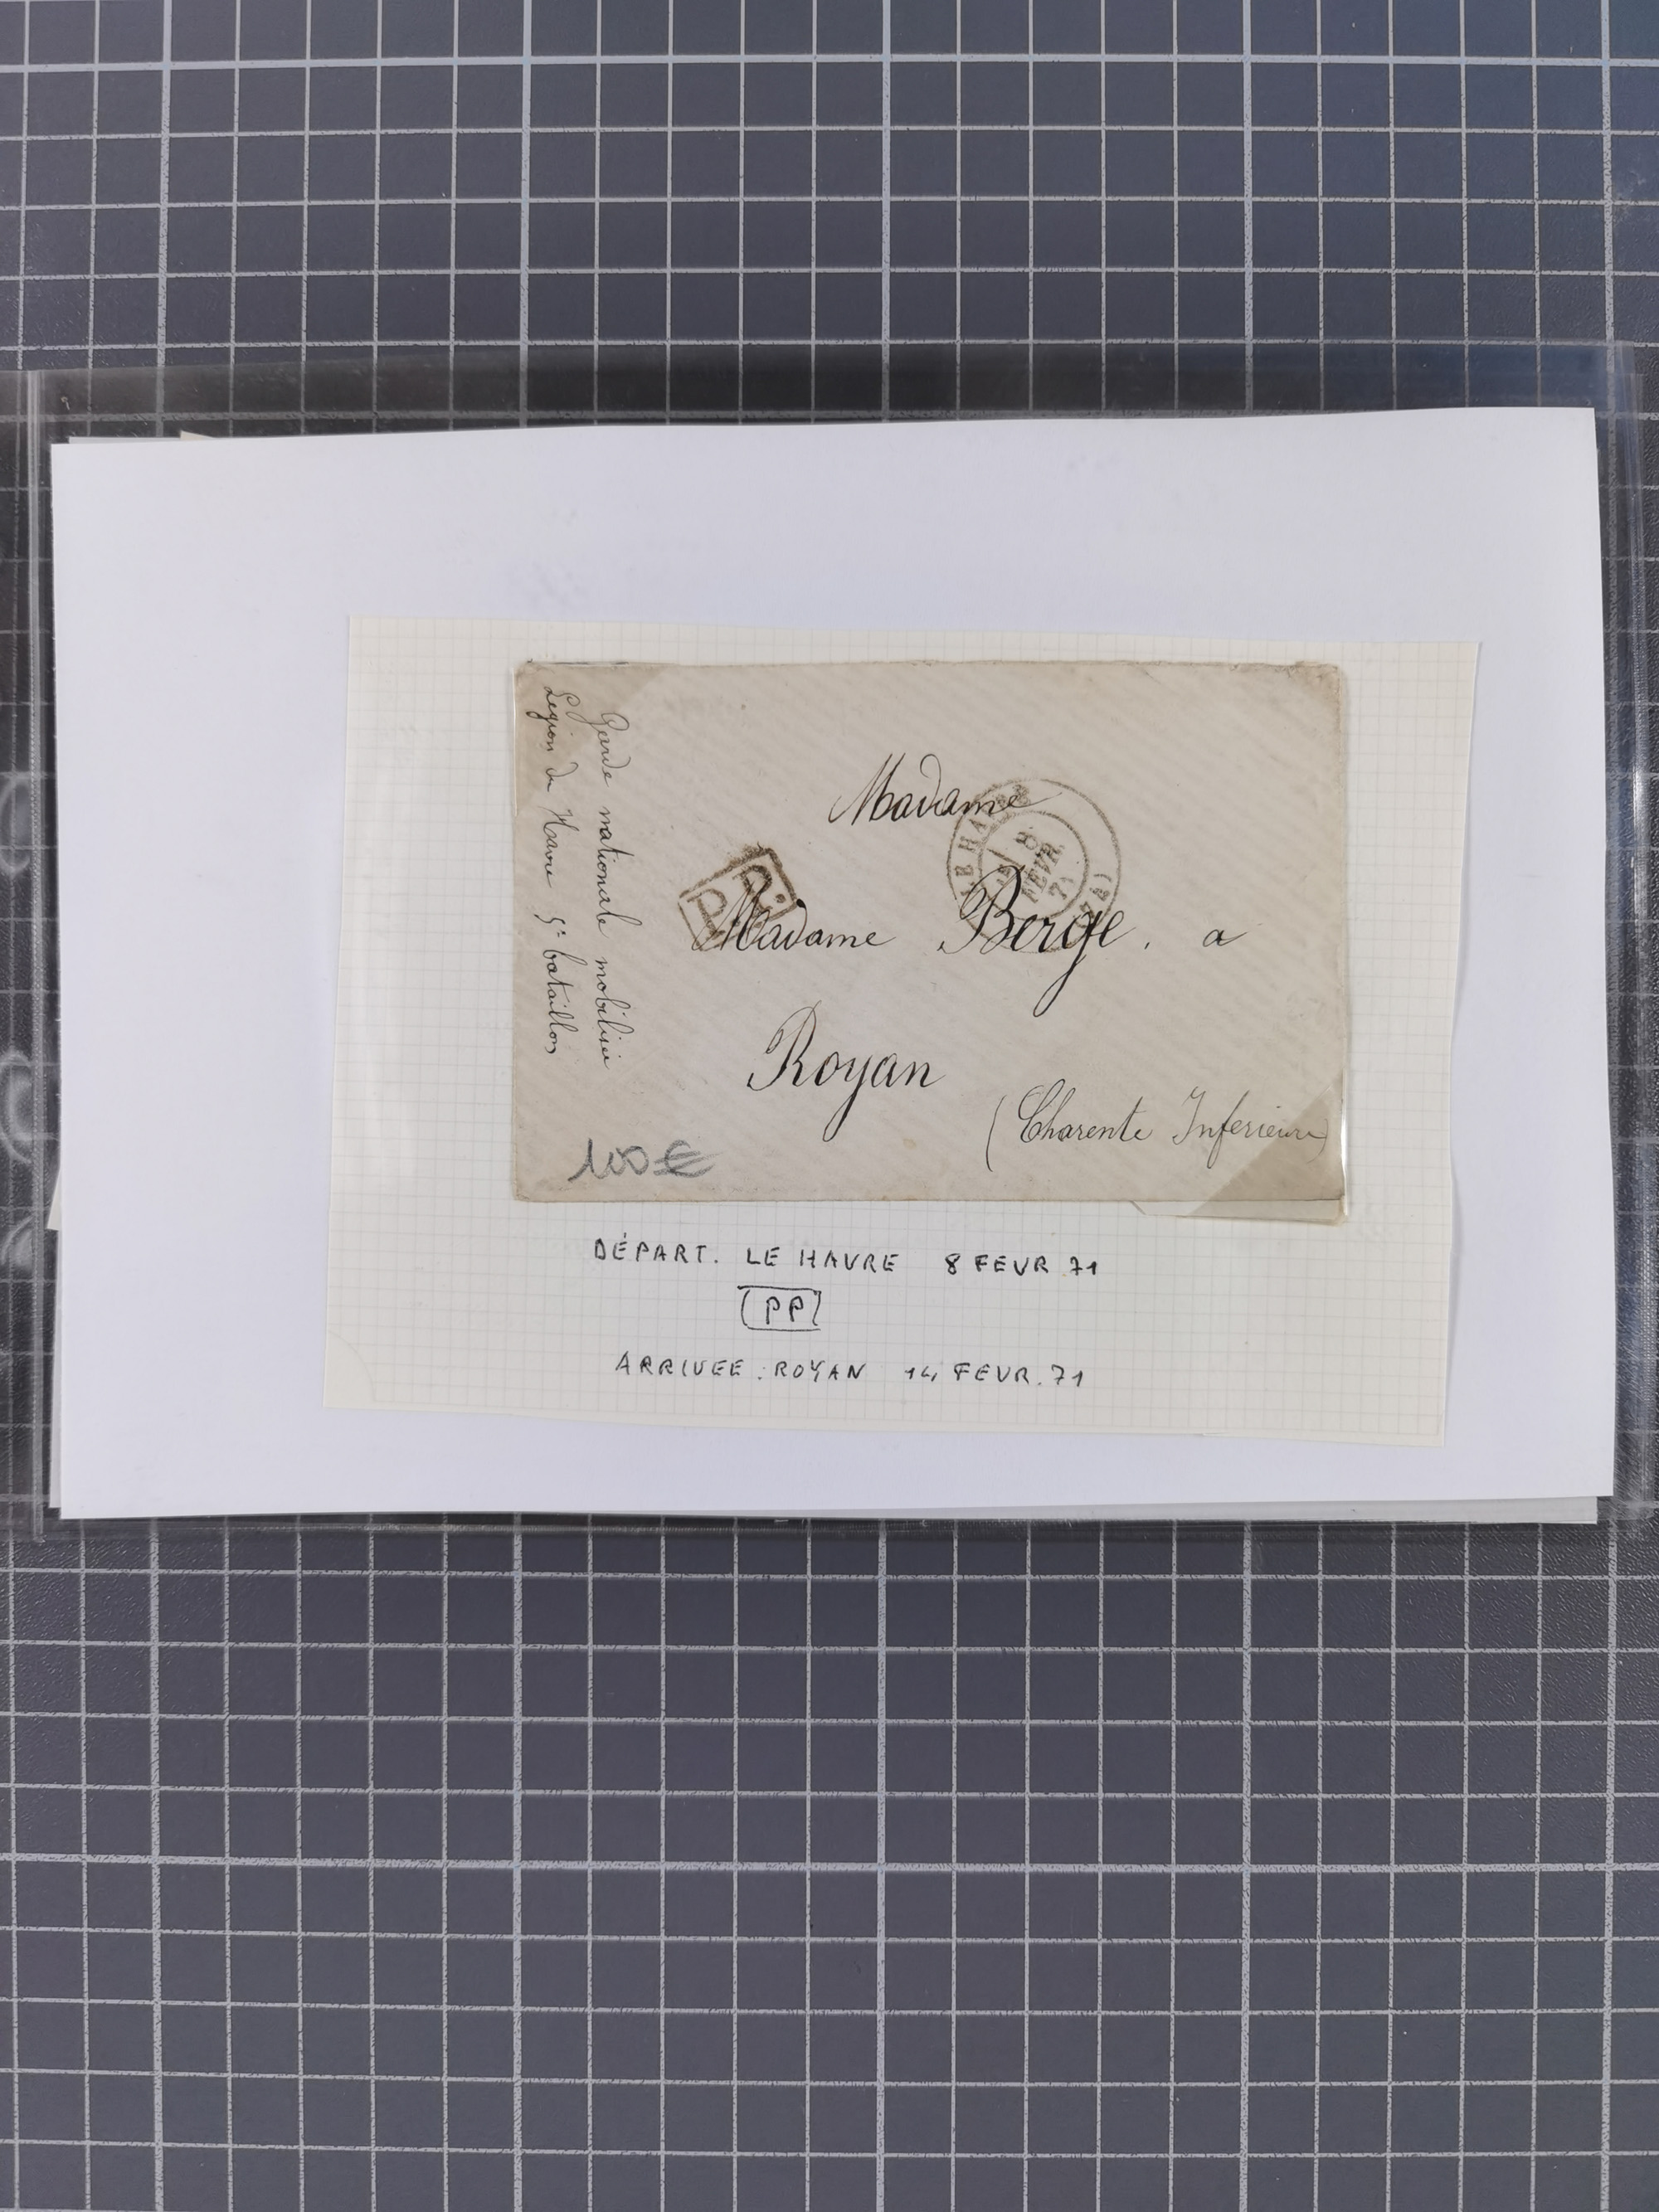 Garde nationale mobilisée
Légion du Havre 5e bataillon
Madame
LE HAVRE
8
FEVR.
71
P.P.
Madame Berge. a
Royan
(Charente Inferieure)
100 €
DÉPART. LE HAVRE 8 FEVR 71
PP
ARRIVEE : ROYAN 14 FEVR. 71